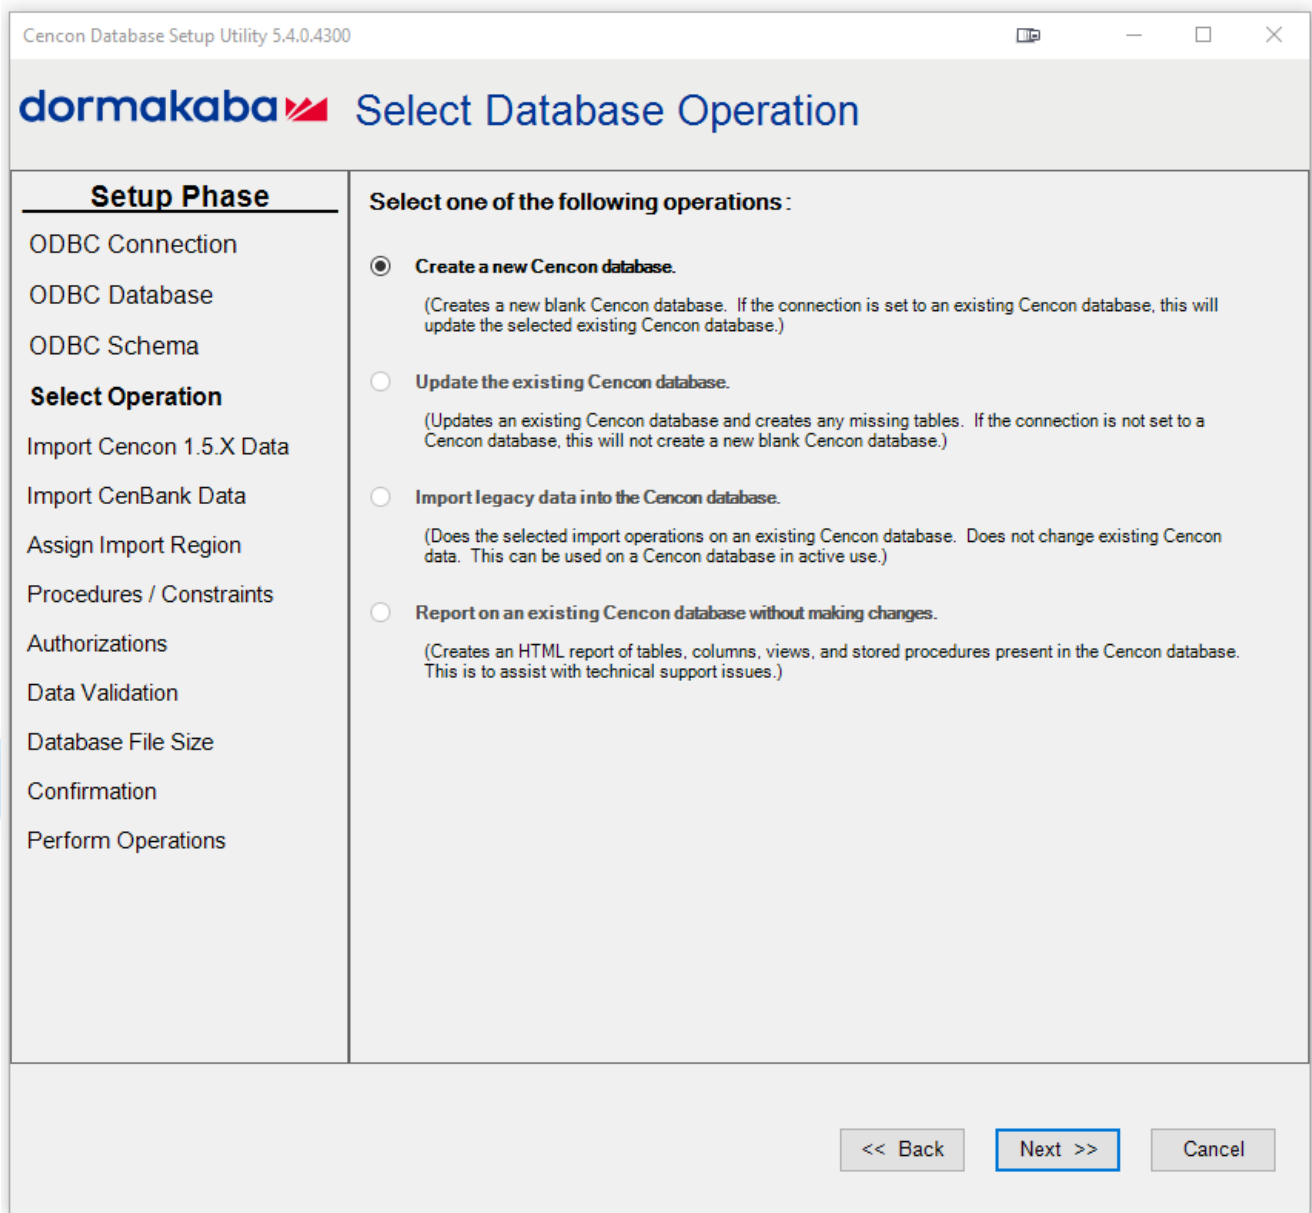 Cencon Database Setup Utility 5.4.0.4300
dormakaba
Select Database Operation
Setup Phase
ODBC Connection
ODBC Database
ODBC Schema
Select Operation
Import Cencon 1.5.X Data
Import CenBank Data
Assign Import Region
Procedures / Constraints
Authorizations
Data Validation
Database File Size
Confirmation
Perform Operations
Select one of the following operations:
Create a new Cencon database.
(Creates a new blank Cencon database. If the connection is set to an existing Cencon database, this will
update the selected existing Cencon database.)
Update the existing Cencon database.
(Updates an existing Cencon database and creates any missing tables. If the connection is not set to a
Cencon database, this will not create a new blank Cencon database.)
Import legacy data into the Cencon database.
(Does the selected import operations on an existing Cencon database. Does not change existing Cencon
data. This can be used on a Cencon database in active use.)
Report on an existing Cencon database without making changes.
(Creates an HTML report of tables, columns, views, and stored procedures present in the Cencon database.
This is to assist with technical support issues.)
<< Back
Next >>
Cancel